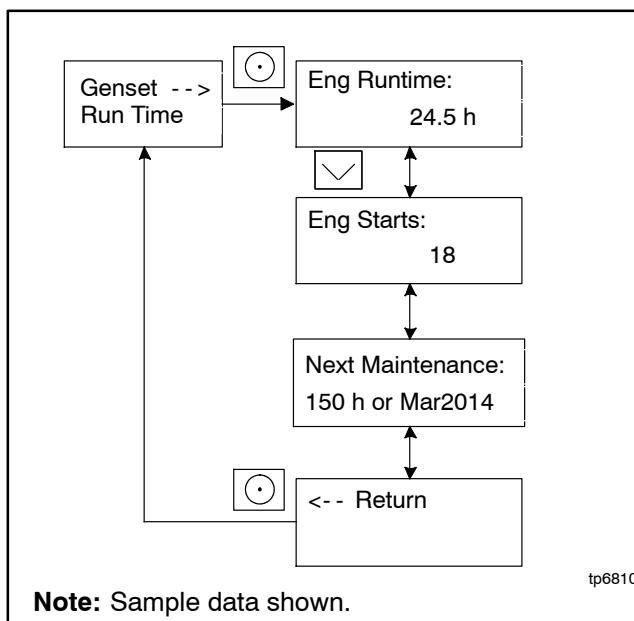 Genset -->
Run Time
Eng Runtime:
24.5 h
Eng Starts:
18
Next Maintenance:
150 h or Mar2014
<-- Return
tp6810
Note: Sample data shown.